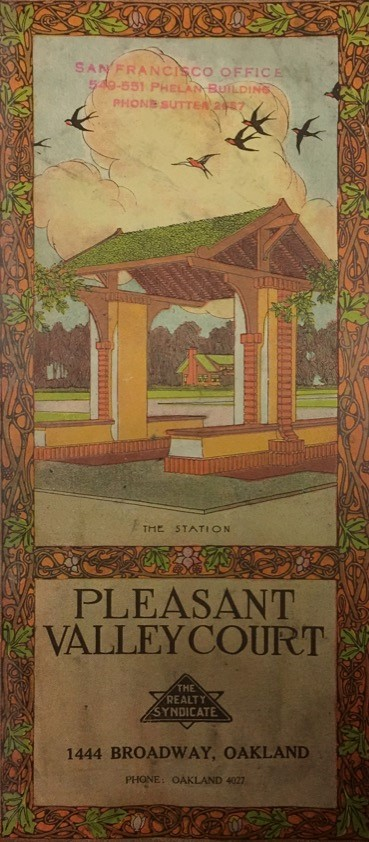 SAN FRANCISCO OFFICE
549-551 PHELAN BUILDING
PHONE SUTTER 2487
THE STATION
PLEASANT
VALLEY COURT
THE
REALTY
SYNDICATE
1444 BROADWAY, OAKLAND
PHONE: OAKLAND 4027